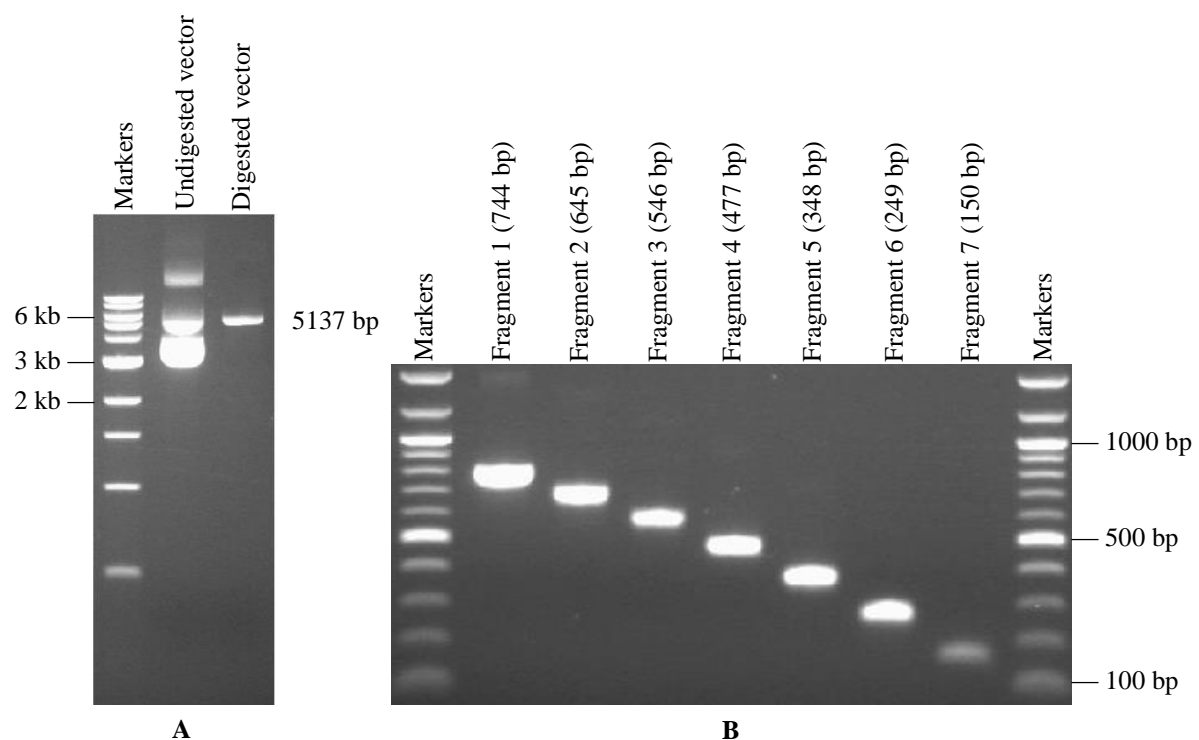 Markers
Undigested vector
Digested vector
6 kb
3 kb
2 kb
5137 bp
A
Markers
Fragment 1 (744 bp)
Fragment 2 (645 bp)
Fragment 3 (546 bp)
Fragment 4 (477 bp)
Fragment 5 (348 bp)
Fragment 6 (249 bp)
Fragment 7 (150 bp)
Markers
1000 bp
500 bp
100 bp
B